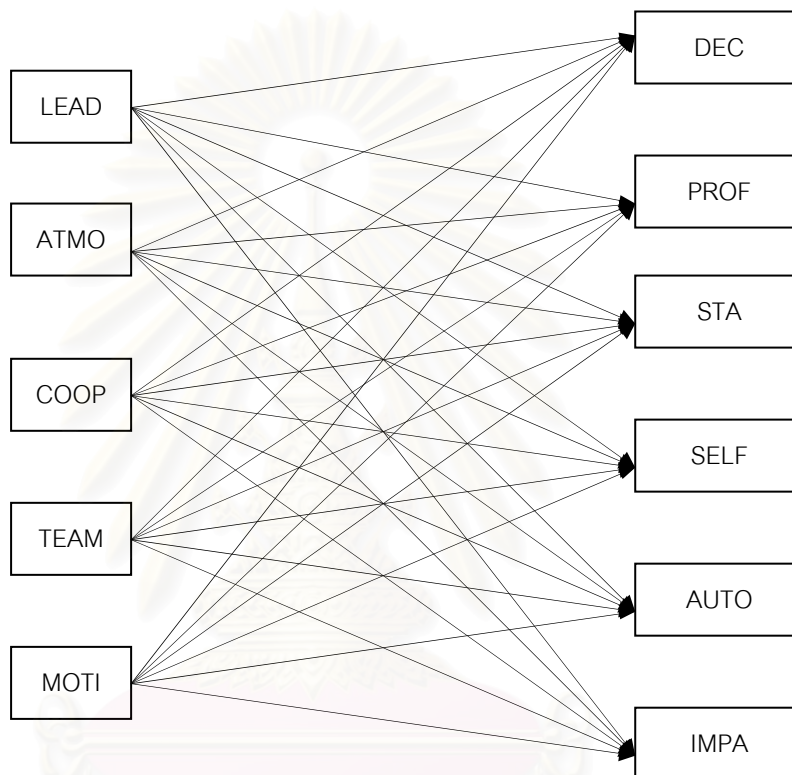 LEAD
ATMO
COOP
TEAM
MOTI
DEC
PROF
STA
SELF
AUTO
IMPA